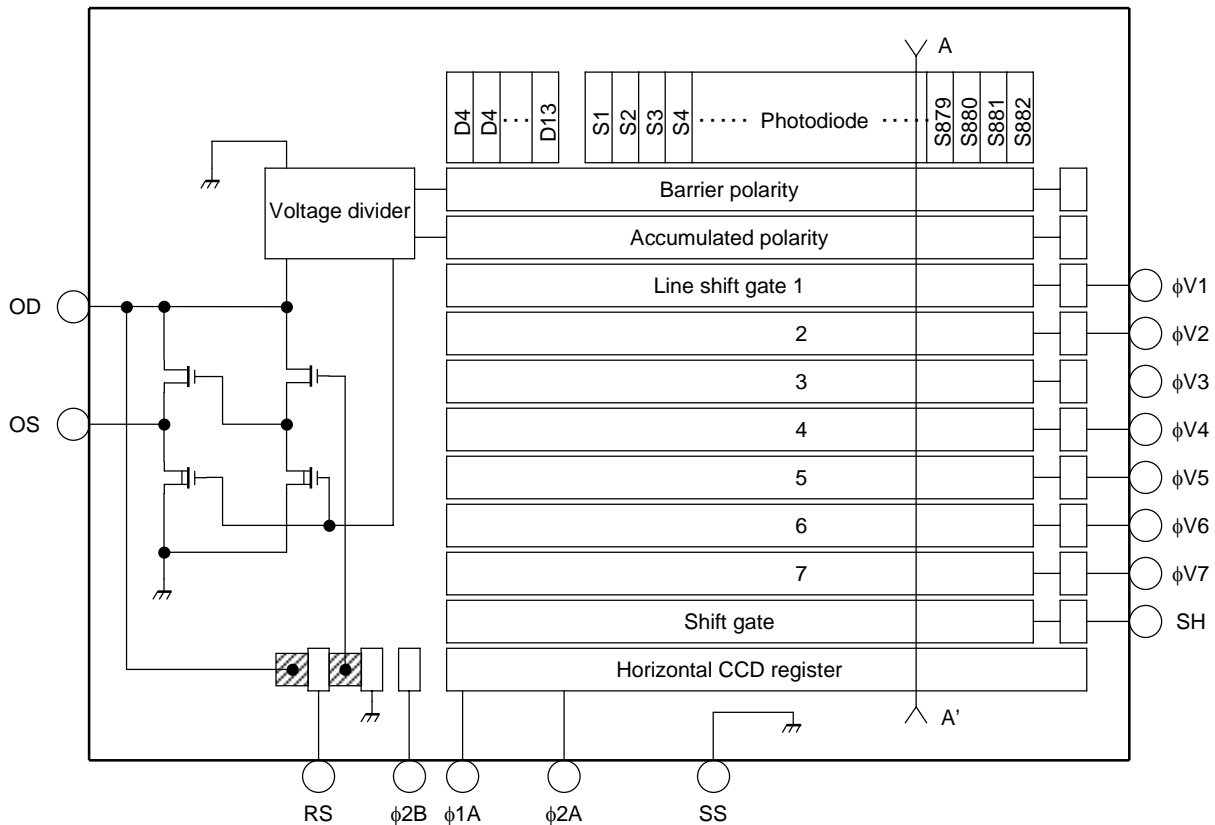 A
D4
D4
····
D13
S1
S2
S3
S4
····· Photodiode ·····
S879
S880
S881
S882
Barrier polarity
Voltage divider
Accumulated polarity
Line shift gate 1
φV1
OD
2
φV2
3
φV3
OS
4
φV4
5
φV5
6
φV6
7
φV7
Shift gate
SH
Horizontal CCD register
A’
RS
φ2B
φ1A
φ2A
SS